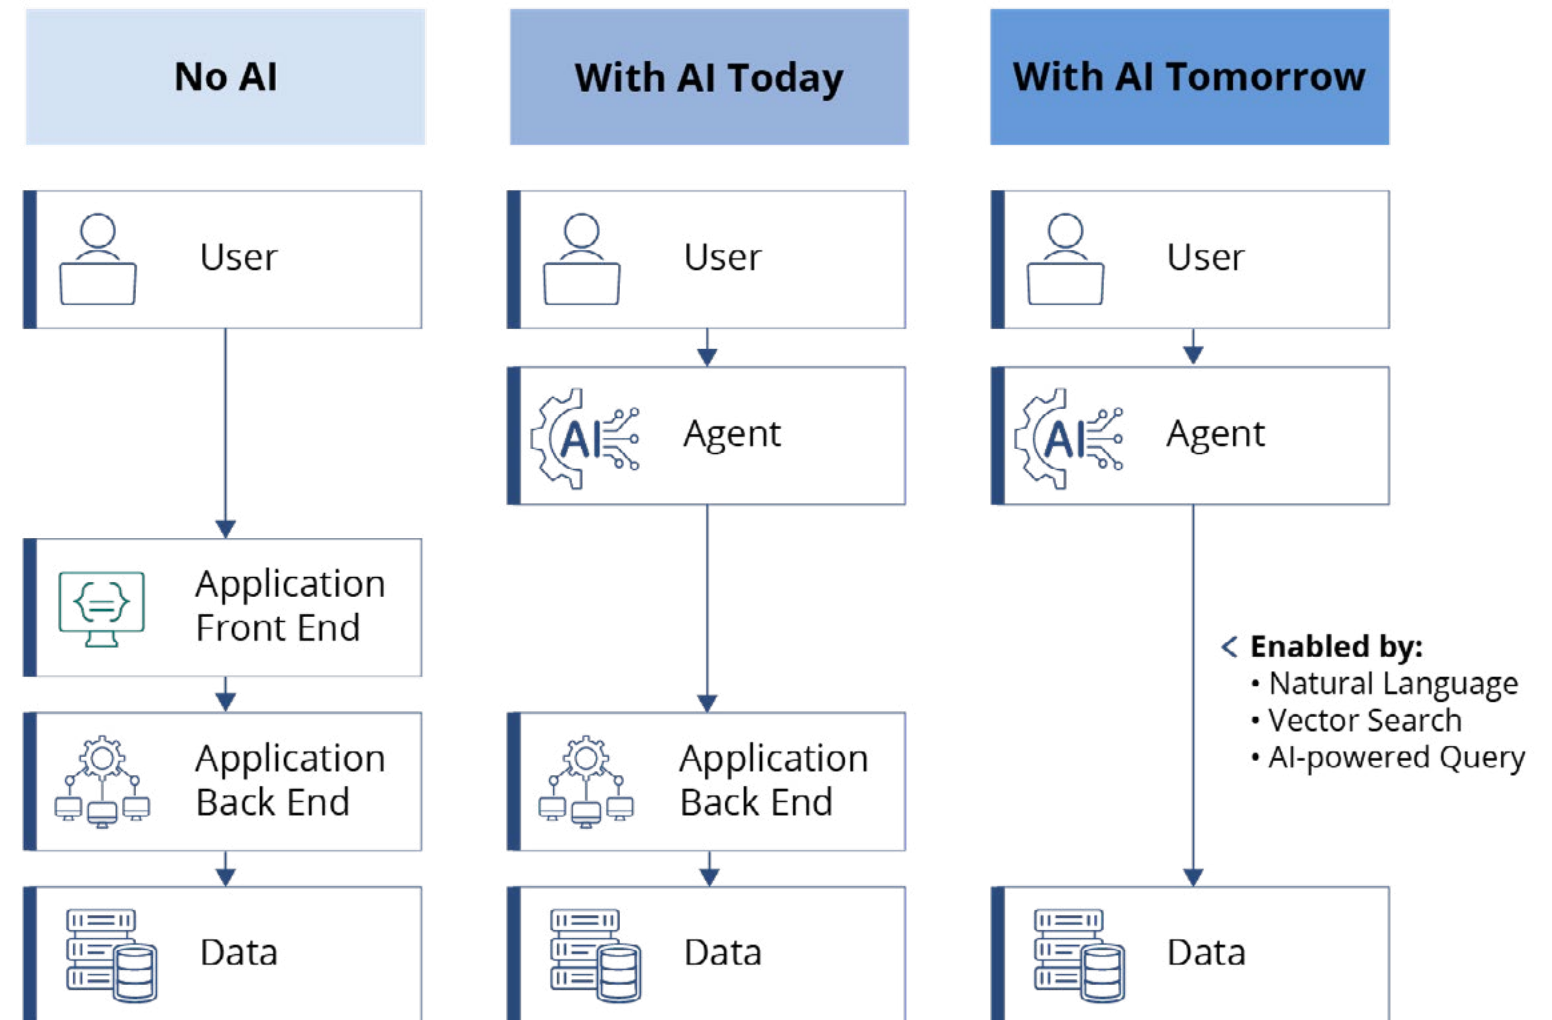 No AI
With AI Today
With AI Tomorrow
User
User
User
AI
Agent
AI
Agent
Application
Front End
< Enabled by:
• Natural Language
• Vector Search
• AI-powered Query
Application
Back End
Application
Back End
Data
Data
Data